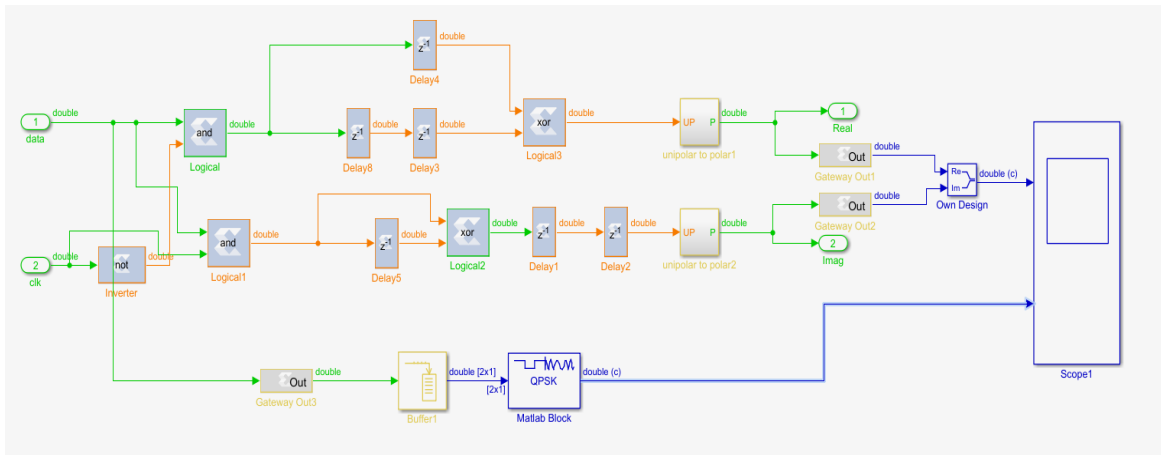 double
z-1
Delay4
1
double
data
and
double
Logical
z-1
Delay8
double
z-1
Delay3
double
xor
Logical3
double
UP P
unipolar to polar1
double
1
Real
Out
Gateway Out1
double
Re
Im
Own Design
double (c)
2
double
clk
not
double
Inverter
and
double
Logical1
z-1
Delay5
double
xor
Logical2
double
z-1
Delay1
double
z-1
Delay2
double
UP P
unipolar to polar2
double
Out
Gateway Out2
double
2
Imag
Out
Gateway Out3
double
Buffer1
double [2x1]
[2x1]
QPSK
Matlab Block
double (c)
Scope1